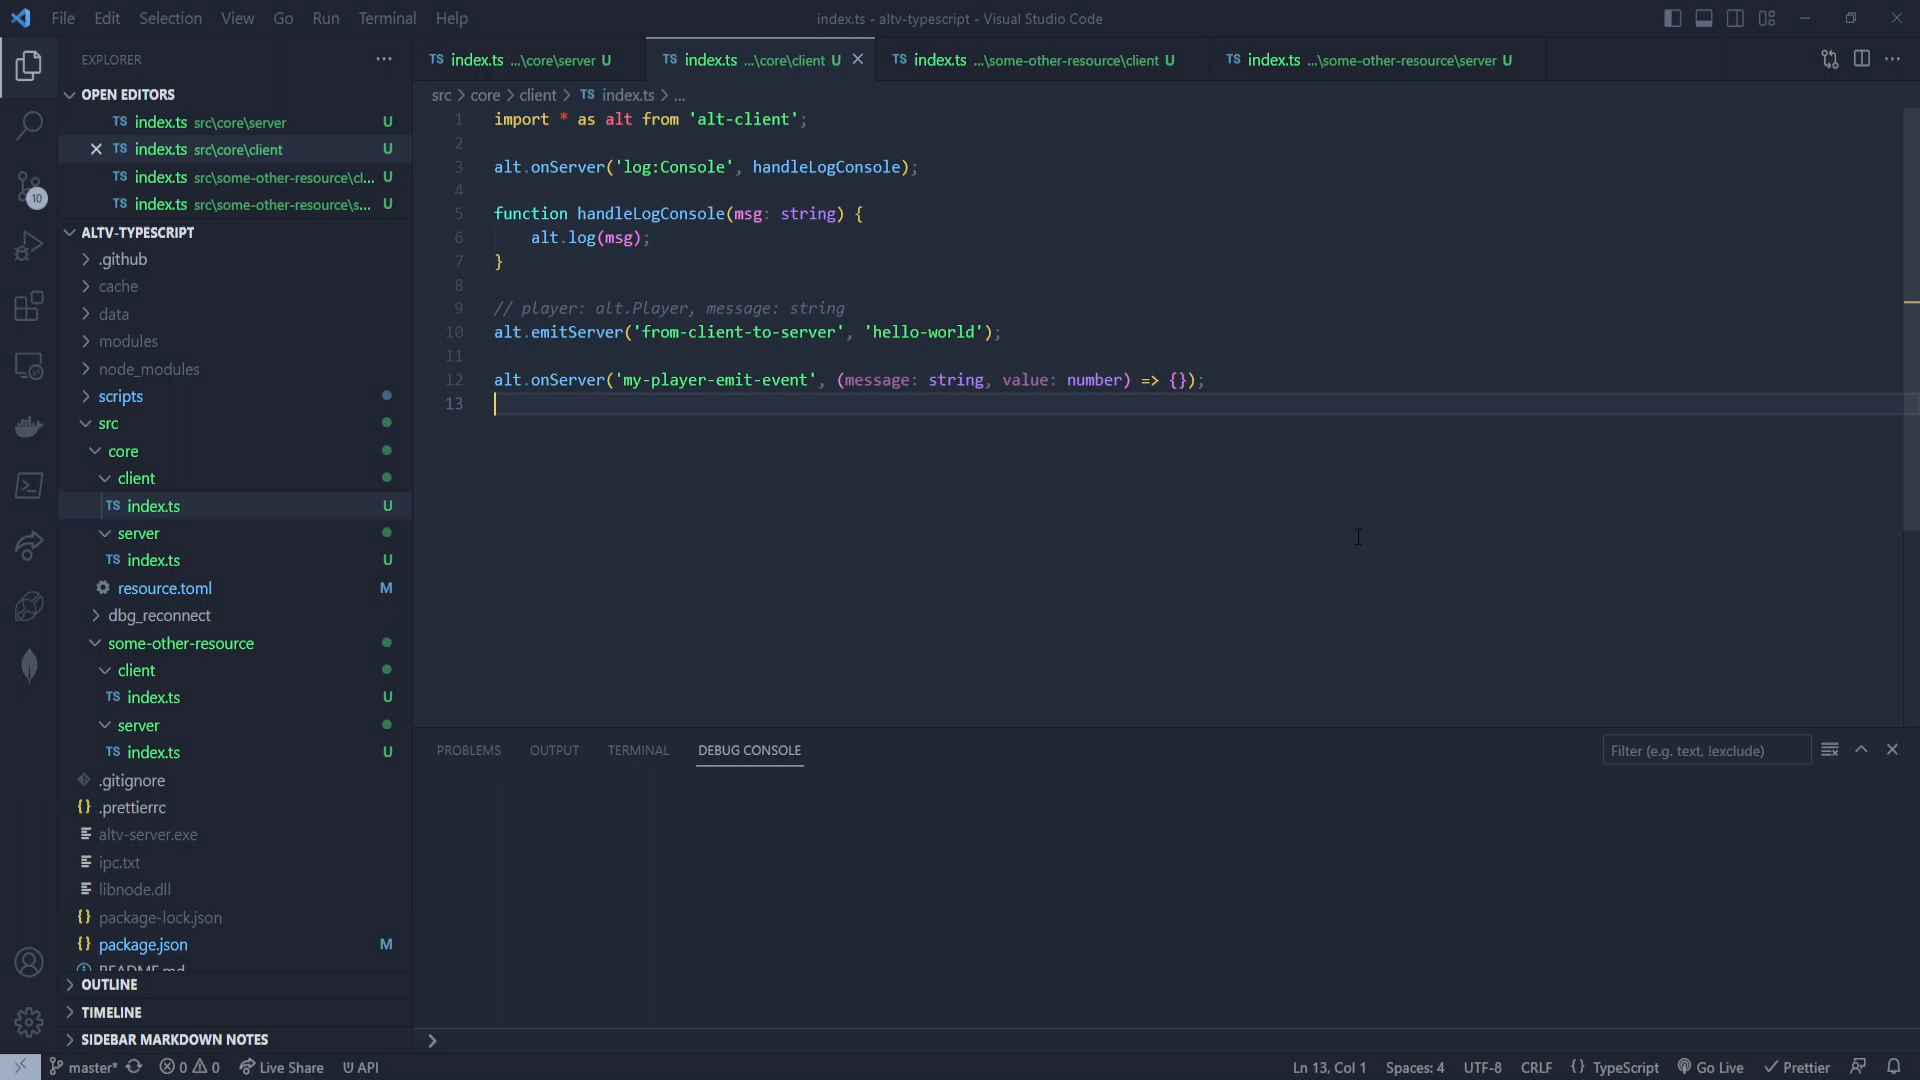 File Edit Selection View Go Run Terminal Help
index.ts - altv-typescript - Visual Studio Code
EXPLORER
OPEN EDITORS
TS index.ts src\core\server U
TS index.ts src\core\client U
TS index.ts src\some-other-resource\cl... U
TS index.ts src\some-other-resource\s... U
10
ALTV-TYPESCRIPT
.github
cache
data
modules
node_modules
scripts
src
core
client
TS index.ts U
server
TS index.ts U
resource.toml M
dbg_reconnect
some-other-resource
client
TS index.ts U
server
TS index.ts U
.gitignore
{} .prettierrc
altv-server.exe
ipc.txt
libnode.dll
{} package-lock.json
{} package.json M
README.md
OUTLINE
TIMELINE
SIDEBAR MARKDOWN NOTES
TS index.ts ...\core\server U
TS index.ts ...\core\client U
TS index.ts ...\some-other-resource\client U
TS index.ts ...\some-other-resource\server U
src > core > client > TS index.ts > ...
1 import * as alt from 'alt-client';
2
3 alt.onServer('log:Console', handleLogConsole);
4
5 function handleLogConsole(msg: string) {
6 alt.log(msg);
7 }
8
9 // player: alt.Player, message: string
10 alt.emitServer('from-client-to-server', 'hello-world');
11
12 alt.onServer('my-player-emit-event', (message: string, value: number) => {});
13
PROBLEMS OUTPUT TERMINAL DEBUG CONSOLE
Filter (e.g. text, !exclude)
master* 0 0 Live Share API
Ln 13, Col 1 Spaces: 4 UTF-8 CRLF {} TypeScript Go Live Prettier